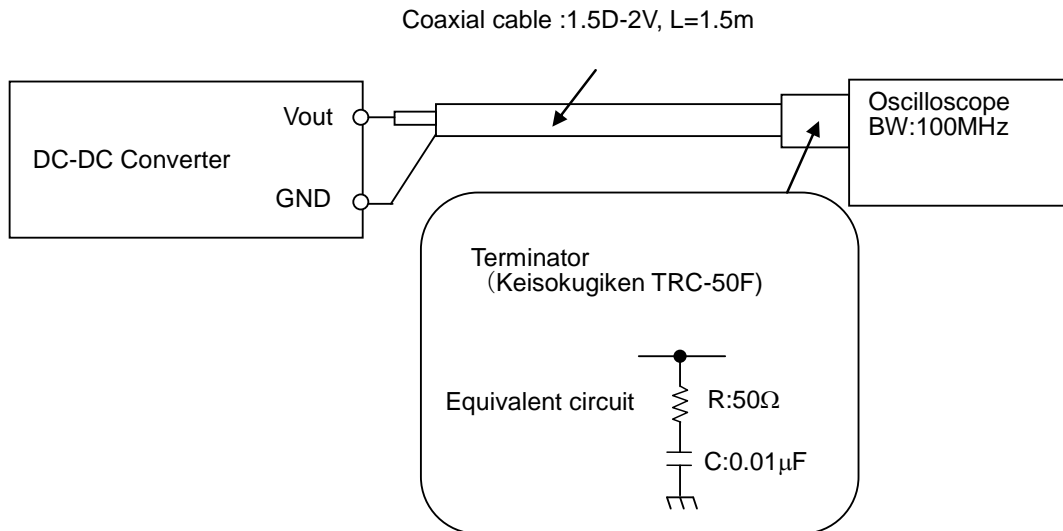 Coaxial cable :1.5D-2V, L=1.5m
Vout
DC-DC Converter
GND
Oscilloscope
BW:100MHz
Terminator
（Keisokugiken TRC-50F)
Equivalent circuit
R:50Ω
C:0.01μF